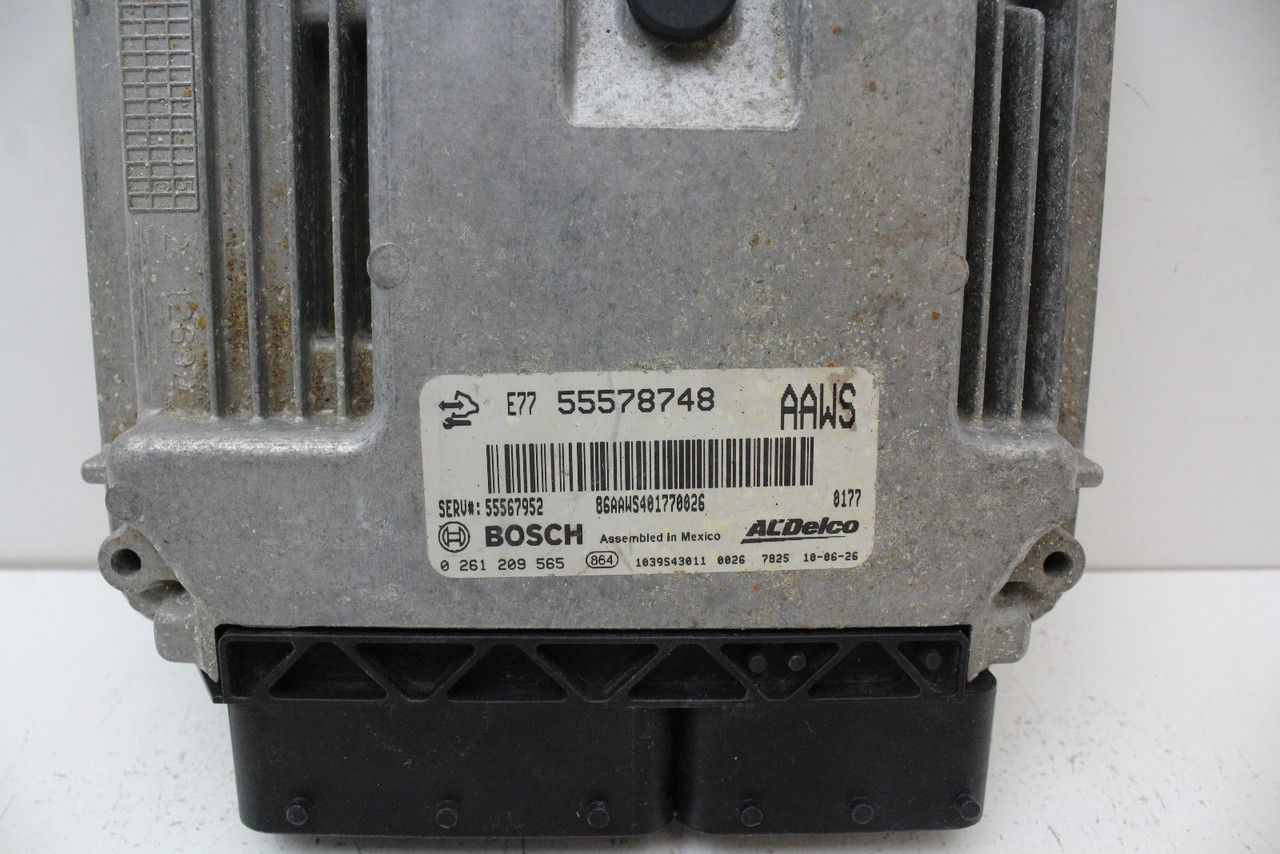 E77 55578748 AAWS
SERV#: 55567952 86AAWS401770026 0177
BOSCH Assembled in Mexico ACDelco
0 261 209 565 864 1039S43011 0026 7825 10-06-26